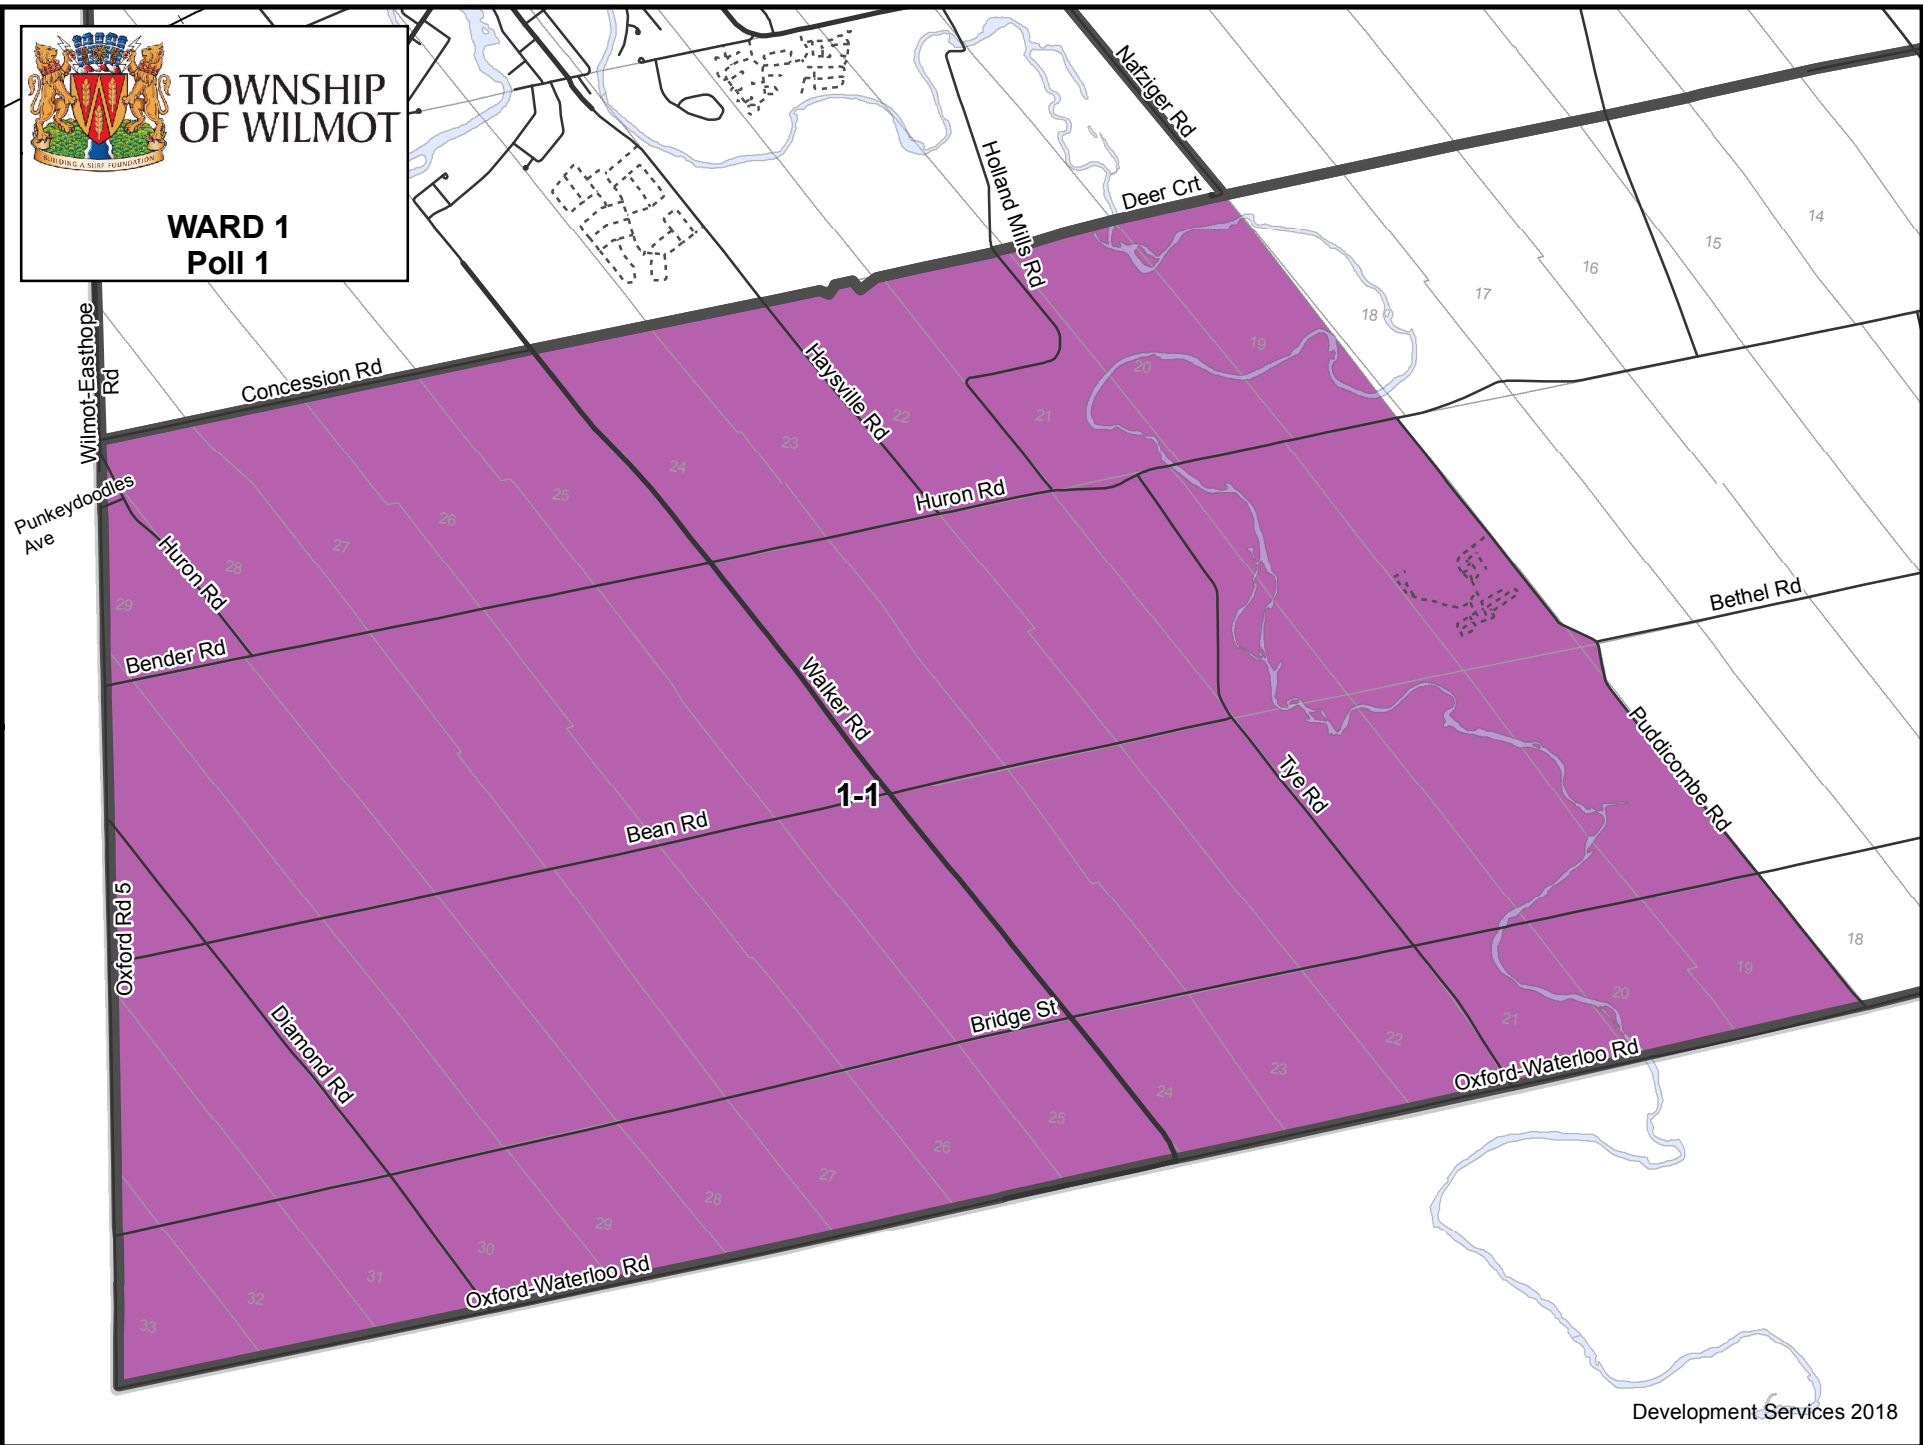 TOWNSHIP
OF WILMOT
BUILDING A SURE FOUNDATION
WARD 1
Poll 1
Nafziger Rd
Holland Mills Rd
Deer Crt
14
15
16
17
18
19
20
Wilmot-Easthope
Rd
Concession Rd
Haysville Rd
22
21
23
24
25
26
27
28
29
Punkeydoodles
Ave
Huron Rd
Huron Rd
Bender Rd
Bethel Rd
Walker Rd
Puddicombe Rd
Tye Rd
1-1
Bean Rd
Oxford Rd 5
Diamond Rd
Bridge St
18
19
20
21
22
23
24
25
26
27
28
29
30
31
32
33
Oxford-Waterloo Rd
Oxford-Waterloo Rd
Development Services 2018